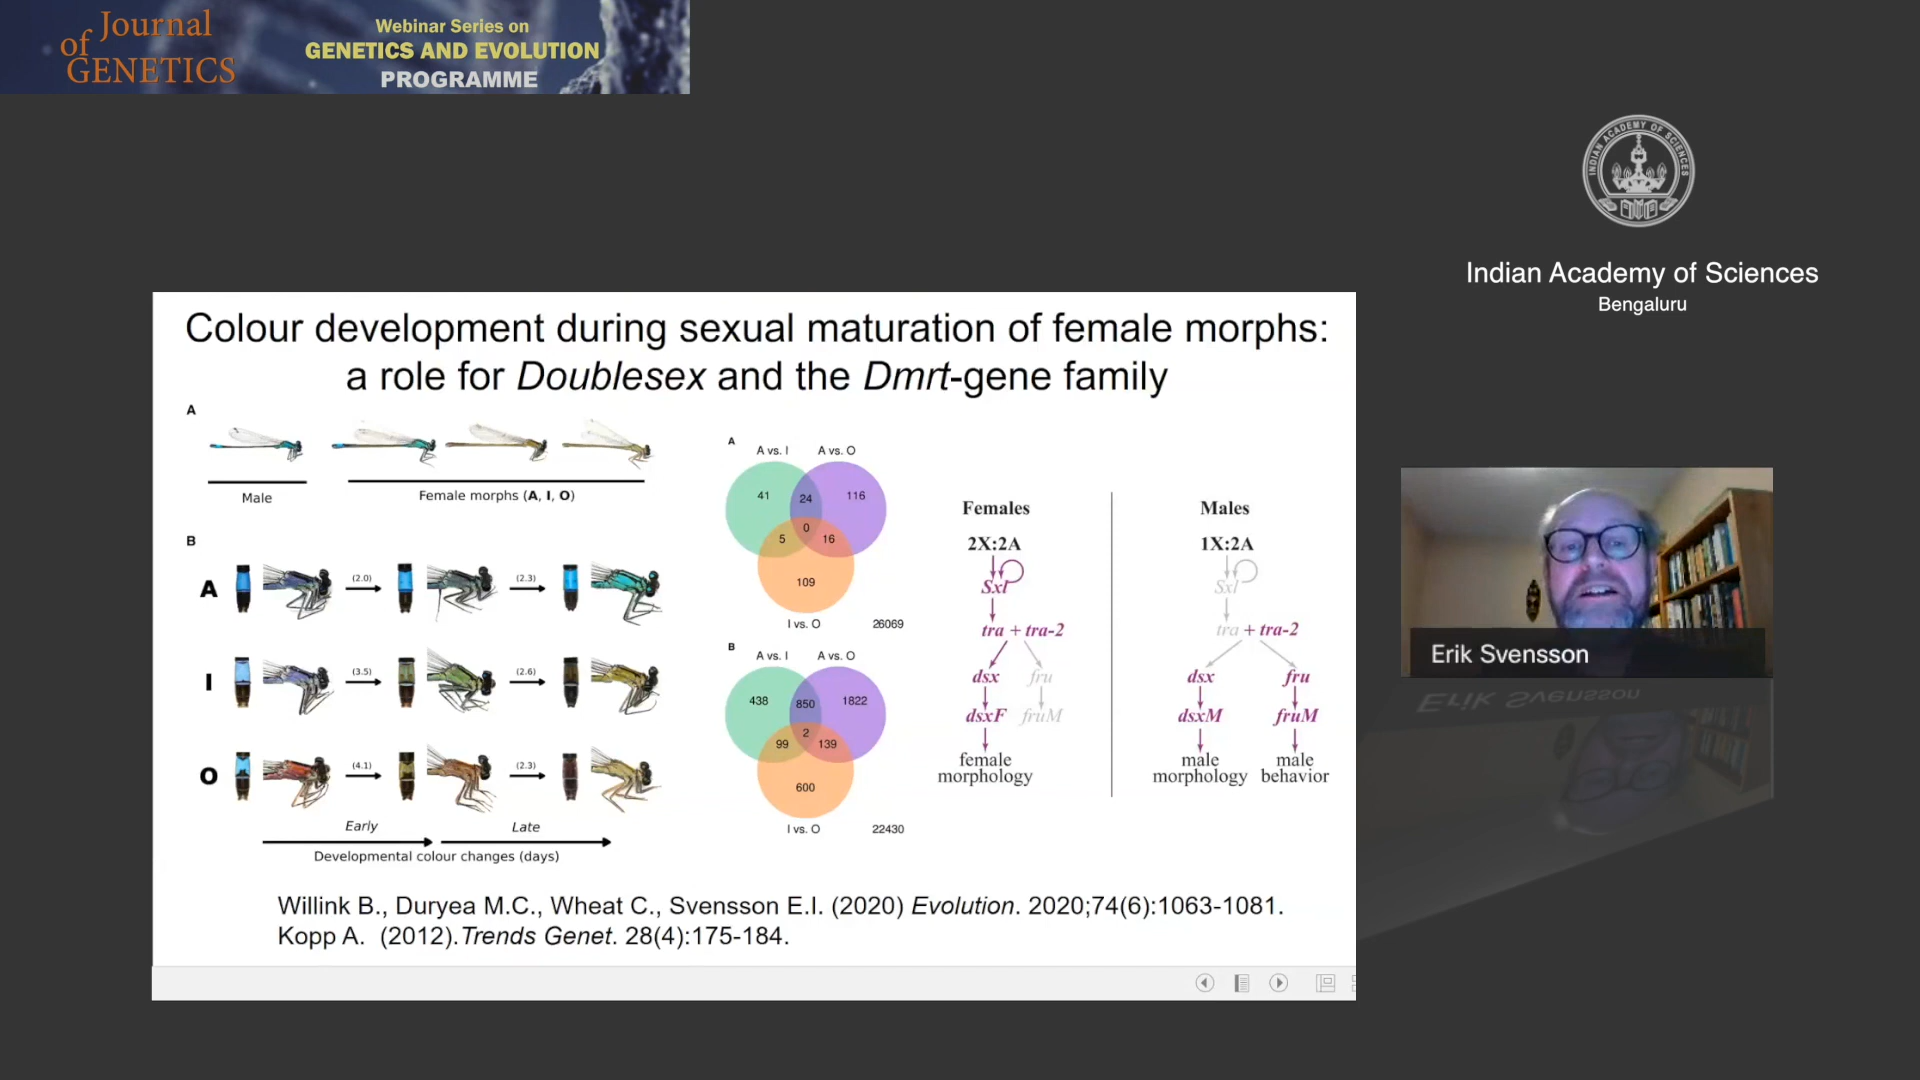 Journal
of
GENETICS
Webinar Series on
GENETICS AND EVOLUTION
PROGRAMME
INDIAN ACADEMY OF SCIENCES
Indian Academy of Sciences
Bengaluru
Colour development during sexual maturation of female morphs:
a role for Doublesex and the Dmrt-gene family
A
Male
Female morphs (A, I, O)
B
A
(2.0)
(2.3)
I
(3.5)
(2.6)
O
(4.1)
(2.3)
Early
Late
Developmental colour changes (days)
A
A vs. I
A vs. O
41
24
116
0
5
16
109
I vs. O
26069
B
A vs. I
A vs. O
438
850
1822
2
99
139
600
I vs. O
22430
Females
2X:2A
Sxl
tra + tra-2
dsx
fru
dsxF
fruM
female
morphology
Males
1X:2A
Sxl
tra + tra-2
dsx
fru
dsxM
fruM
male
morphology
male
behavior
Willink B., Duryea M.C., Wheat C., Svensson E.I. (2020) Evolution. 2020;74(6):1063-1081.
Kopp A. (2012). Trends Genet. 28(4):175-184.
Erik Svensson